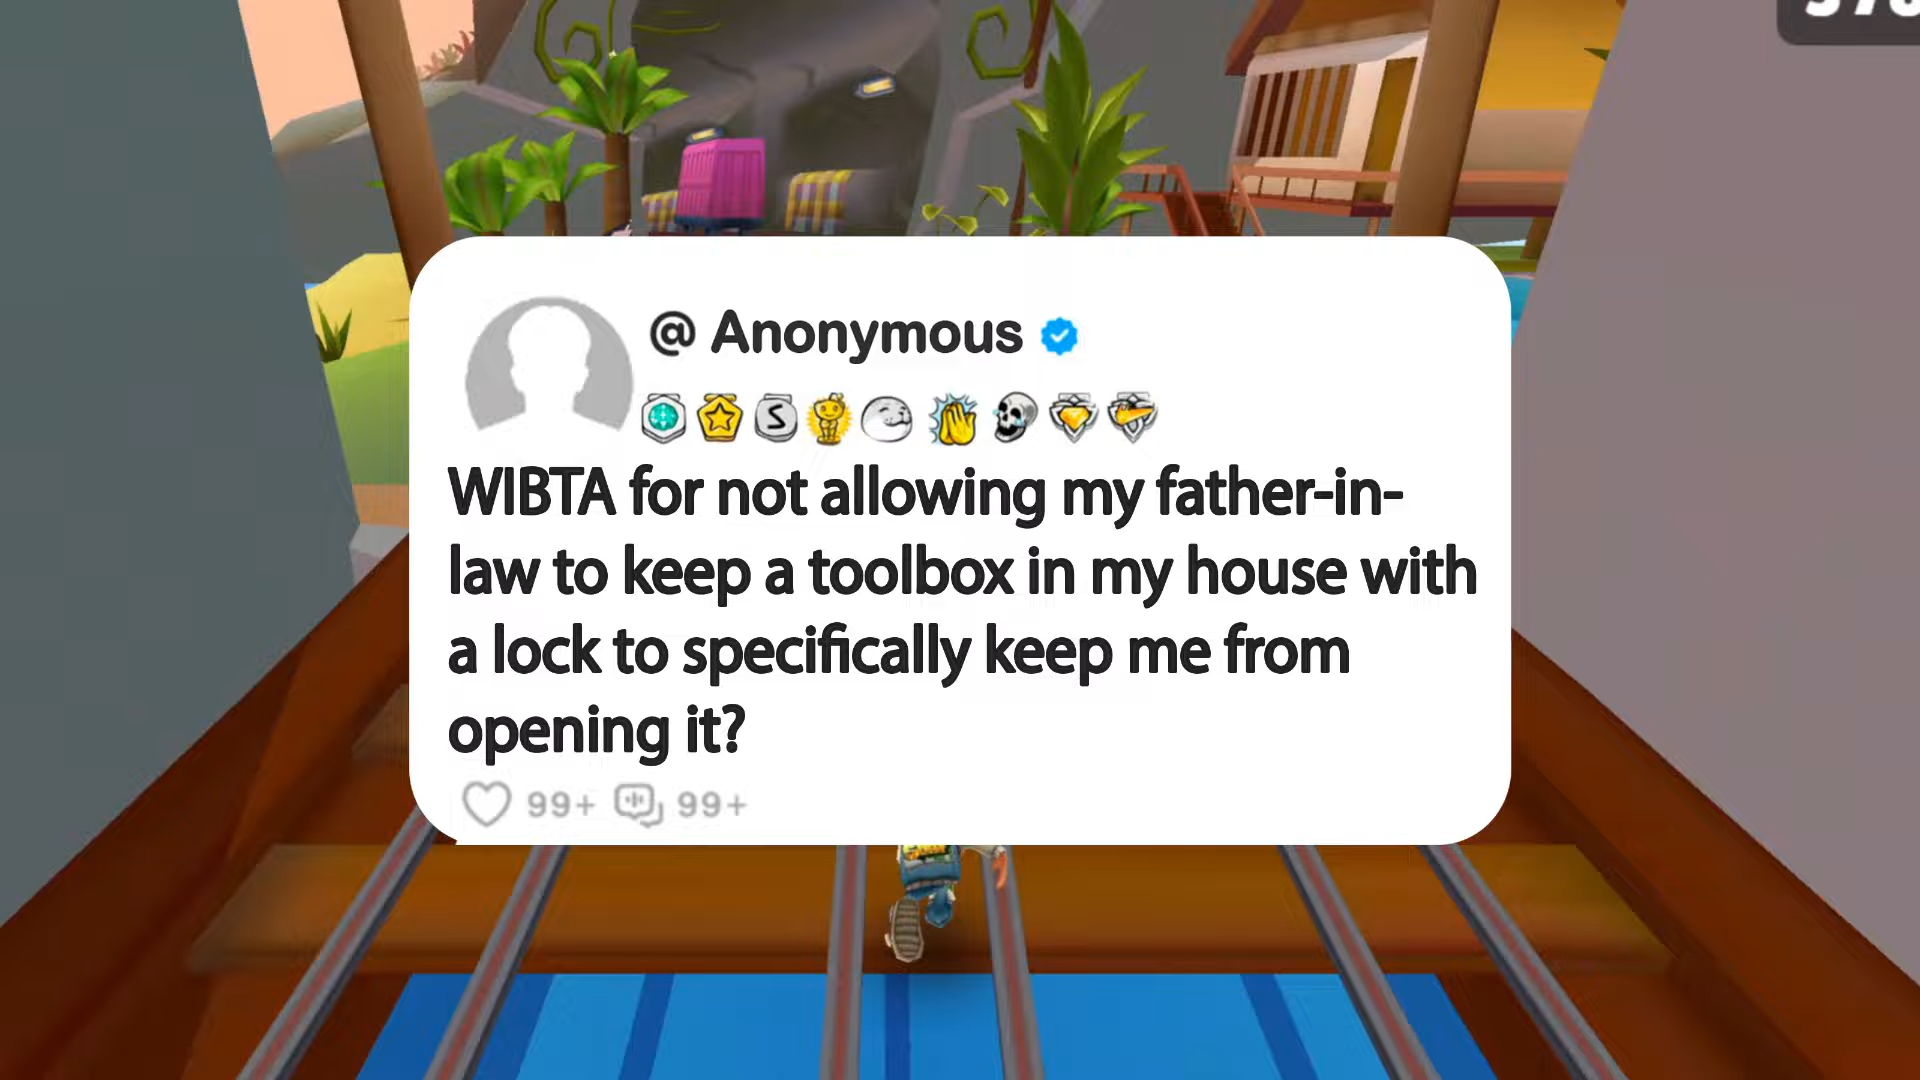 @ Anonymous
WIBTA for not allowing my father-in-
law to keep a toolbox in my house with
a lock to specifically keep me from
opening it?
99+ 99+